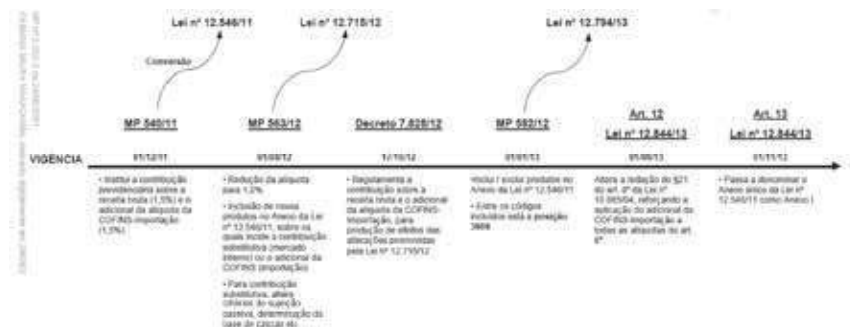 Lei nº 12.546/11
Lei nº 12.715/12
Lei nº 12.794/13
Conversão
MP 540/11
MP 563/12
Decreto 7.828/12
MP 582/12
Art. 12
Lei nº 12.844/13
Art. 13
Lei nº 12.844/13
VIGENCIA
01/12/11
01/08/12
17/10/12
01/01/13
01/08/13
01/11/12
• Institui a contribuição
previdenciária sobre a
receita bruta (1,5%) e o
adicional da alíquota da
COFINS-importação
(1,5%)
• Redução da alíquota
para 1,2%
• Inclusão de novos
produtos no Anexo da Lei
nº 12.546/11, sobre os
quais incide a contribuição
substitutiva (mercado
interno) ou o adicional da
COFINS (importação)
• Para contribuição
substitutiva, altera
critérios de sujeição
passiva, determinação da
base de cálculo etc
• Regulamenta a
contribuição sobre a
receita bruta e o adicional
da alíquota da COFINS-
Importação, para
produção de efeitos das
alterações promovidas
pela Lei nº 12.715/12
•Inclui / exclui produtos no
Anexo da Lei nº 12.546/11
• Entre os códigos
incluídos está a posição
Altera a redação do §21
do art. 8º da Lei nº
10.865/04, reforçando a
aplicação do adicional da
COFINS-importação a
todas as alíquotas do art.
8º.
• Passa a denominar o
Anexo único da Lei nº
12.546/11 como Anexo I